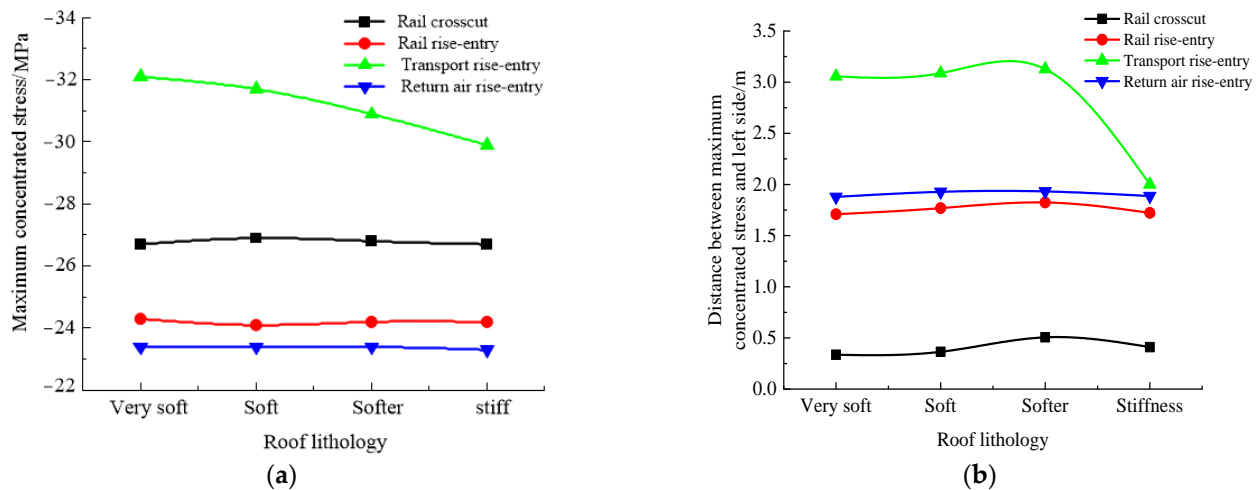 Maximum concentrated stress/MPa
−34
−32
−30
−28
−26
−24
−22
Rail crosscut
Rail rise-entry
Transport rise-entry
Return air rise-entry
Very soft
Soft
Softer
stiff
Roof lithology
(a)
Distance between maximum
concentrated stress and left side/m
3.5
3.0
2.5
2.0
1.5
1.0
0.5
0.0
Rail crosscut
Rail rise-entry
Transport rise-entry
Return air rise-entry
Very soft
Soft
Softer
Stiffness
Roof lithology
(b)